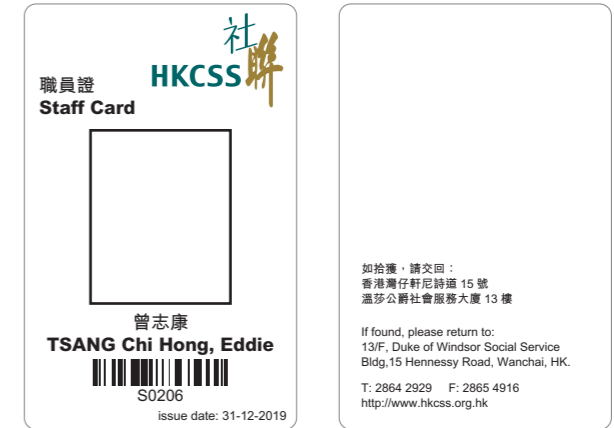 社聯
HKCSS
職員證
Staff Card
曾志康
TSANG Chi Hong, Eddie
S0206
issue date: 31-12-2019
如拾獲，請交回：
香港灣仔軒尼詩道 15 號
溫莎公爵社會服務大廈 13 樓
If found, please return to:
13/F, Duke of Windsor Social Service
Bldg,15 Hennessy Road, Wanchai, HK.
T: 2864 2929 F: 2865 4916
http://www.hkcss.org.hk